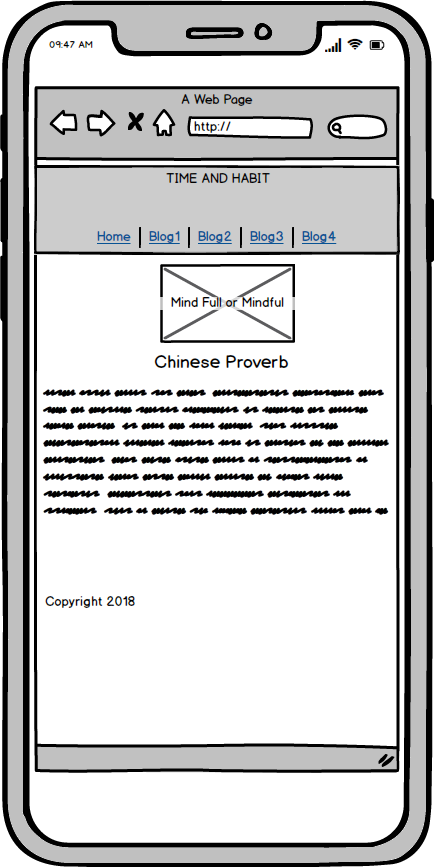 09:47 AM
A Web Page
http://
TIME AND HABIT
Home | Blog1 | Blog2 | Blog3 | Blog4
Mind Full or Mindful
Chinese Proverb
Copyright 2018